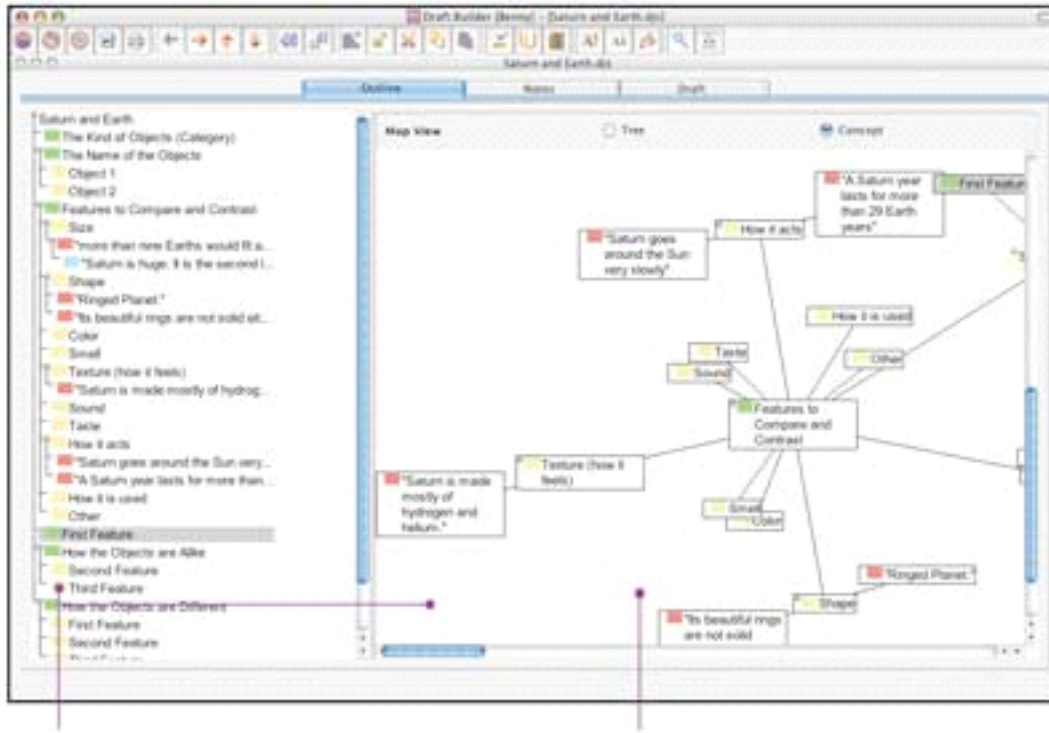 Draft:Builder [Benny] - [Saturn and Earth.djs]
Saturn and Earth.djs
Outline
Notes
Draft
Saturn and Earth
The Kind of Objects (Category)
The Name of the Objects
Object 1
Object 2
Features to Compare and Contrast
Size
"more than nine Earths would fit a...
"Saturn is huge. It is the second l...
Shape
"Ringed Planet."
"Its beautiful rings are not solid eit...
Color
Smell
Texture (how it feels)
"Saturn is made mostly of hydrog...
Sound
Taste
How it acts
"Saturn goes around the Sun very...
"A Saturn year lasts for more than...
How it is used
Other
First Feature
How the Objects are Alike
Second Feature
Third Feature
How the Objects are Different
First Feature
Second Feature
Third Feature
Map View
Tree
Concept
"A Saturn year
lasts for more
than 29 Earth
years"
First Feature
How it acts
"Saturn goes
around the Sun
very slowly"
How it is used
Taste
Other
Sound
Features to
Compare and
Contrast
Texture (how it
feels)
"Saturn is made
mostly of
hydrogen and
helium."
Smell
Color
"Ringed Planet."
Shape
"Its beautiful rings
are not solid